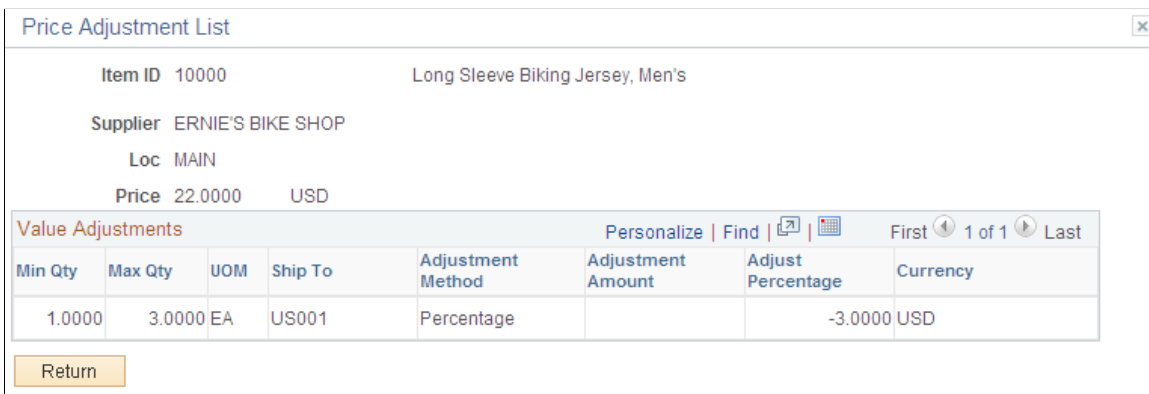 Price Adjustment List
Item ID 10000 Long Sleeve Biking Jersey, Men's
Supplier ERNIE'S BIKE SHOP
Loc MAIN
Price 22.0000 USD
Value Adjustments Personalize | Find | | First 1 of 1 Last
Min Qty Max Qty UOM Ship To Adjustment Method Adjustment Amount Adjust Percentage Currency
1.0000 3.0000 EA US001 Percentage -3.0000 USD
Return